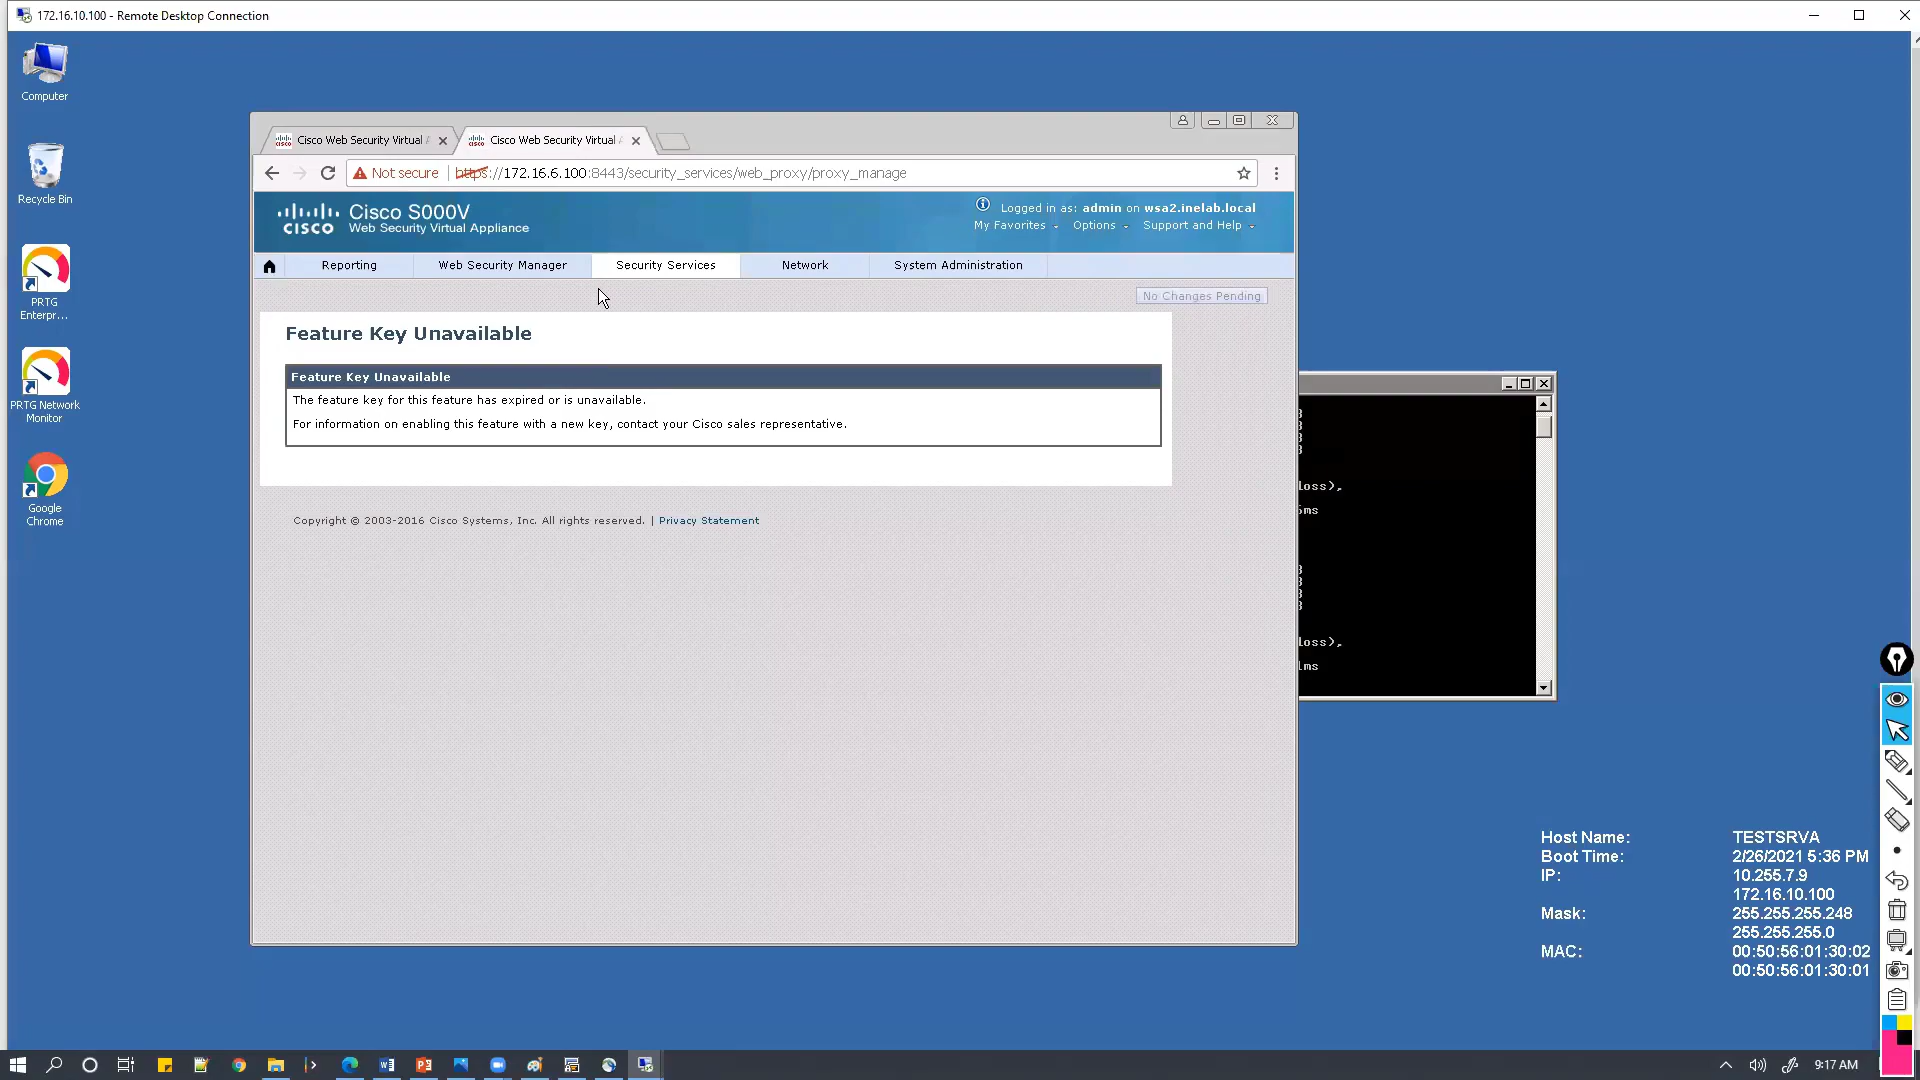 172.16.10.100 - Remote Desktop Connection
Computer
Recycle Bin
PRTG
Enterpr...
PRTG Network
Monitor
Google
Chrome
Cisco Web Security Virtual
Cisco Web Security Virtual
Not secure | https://172.16.6.100:8443/security_services/web_proxy/proxy_manage
CISCO
Cisco S000V
Web Security Virtual Appliance
Logged in as: admin on wsa2.inelab.local
My Favorites Options Support and Help
Reporting Web Security Manager Security Services Network System Administration
No Changes Pending
Feature Key Unavailable
Feature Key Unavailable
The feature key for this feature has expired or is unavailable.
For information on enabling this feature with a new key, contact your Cisco sales representative.
Copyright © 2003-2016 Cisco Systems, Inc. All rights reserved. | Privacy Statement
loss),
ms
loss),
ms
Host Name: TESTSRVA
Boot Time: 2/26/2021 5:36 PM
IP: 10.255.7.9
172.16.10.100
Mask: 255.255.255.248
255.255.255.0
MAC: 00:50:56:01:30:02
00:50:56:01:30:01
9:17 AM